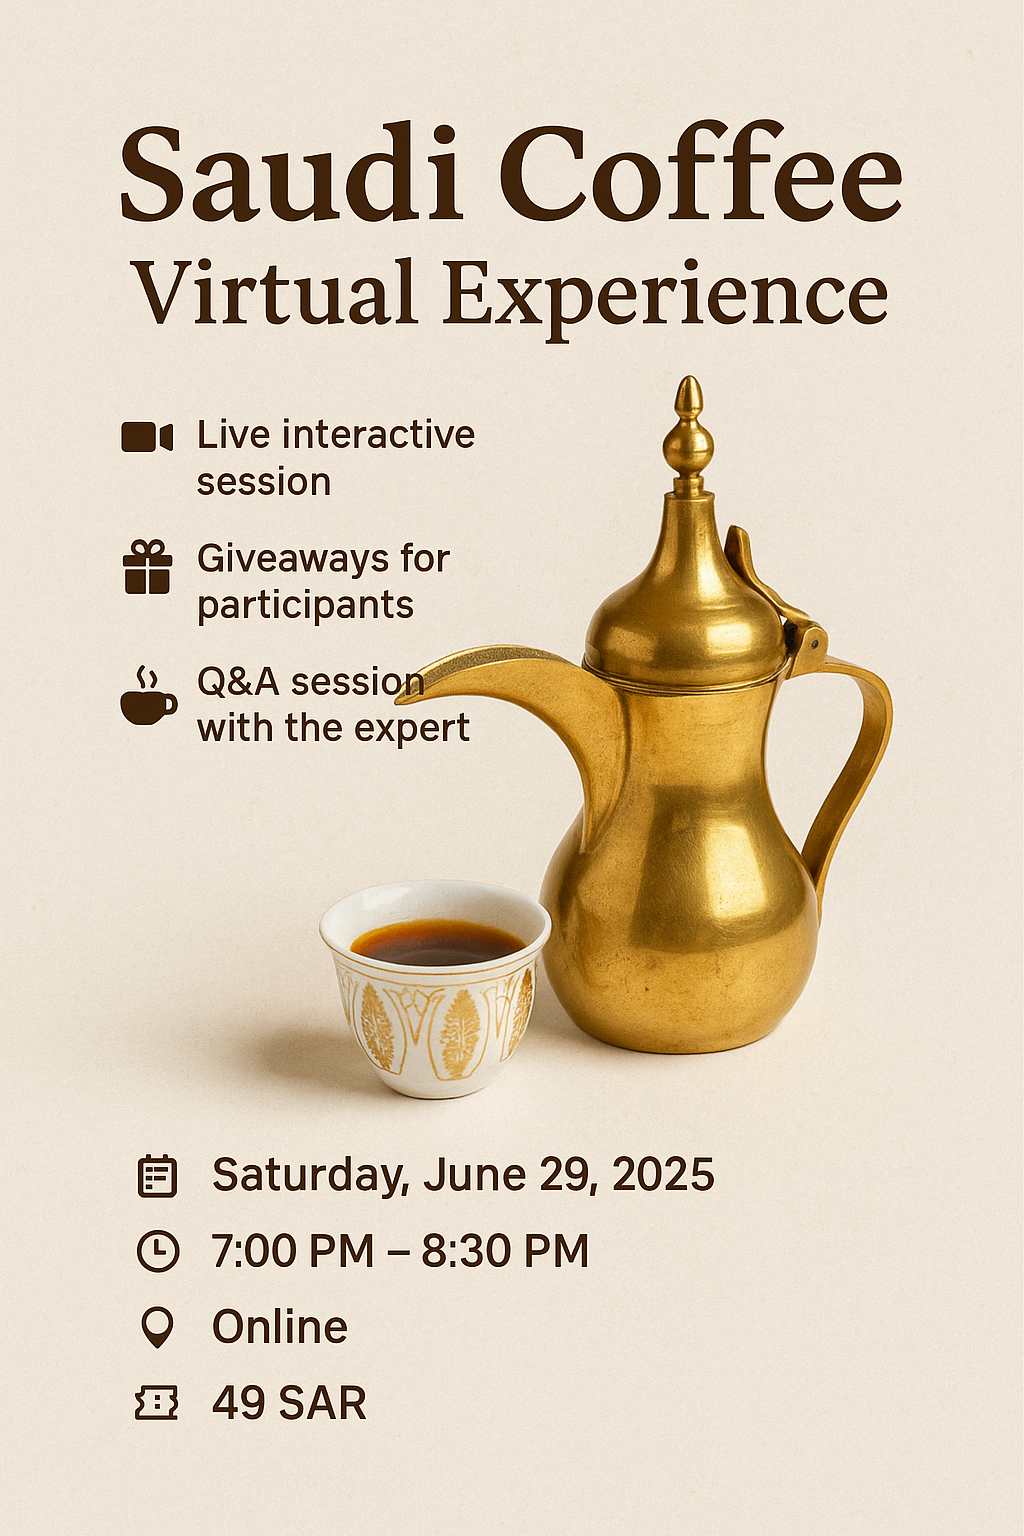 Saudi Coffee
Virtual Experience
Live interactive
session
Giveaways for
participants
Q&A session
with the expert
Saturday, June 29, 2025
7:00 PM – 8:30 PM
Online
49 SAR